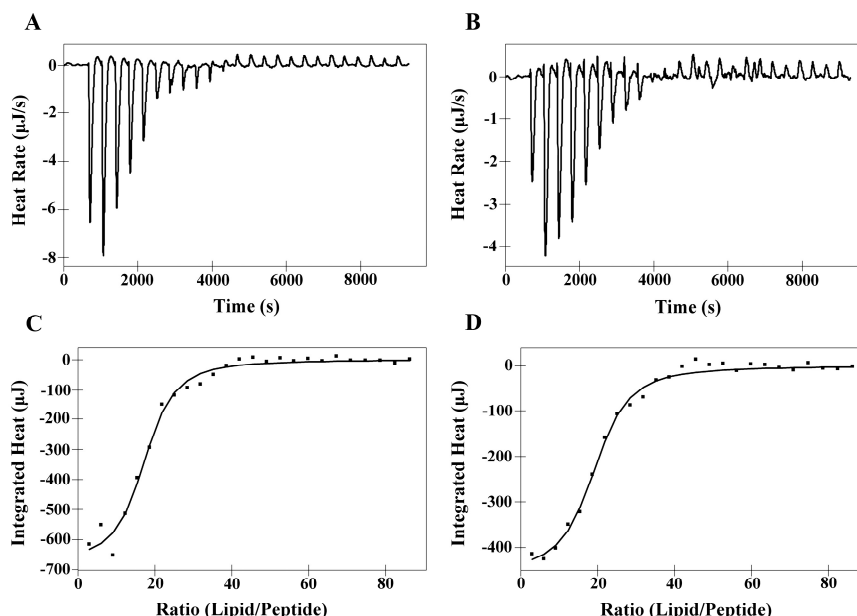 A
B
0
-2
-4
-6
-8
Heat Rate (µJ/s)
0 2000 4000 6000 8000
Time (s)
0
-1
-2
-3
-4
Heat Rate (µJ/s)
0 2000 4000 6000 8000
Time (s)
C
D
0
-100
-200
-300
-400
-500
-600
-700
Integrated Heat (µJ)
0 20 40 60 80
Ratio (Lipid/Peptide)
0
-100
-200
-300
-400
Integrated Heat (µJ)
0 20 40 60 80
Ratio (Lipid/Peptide)